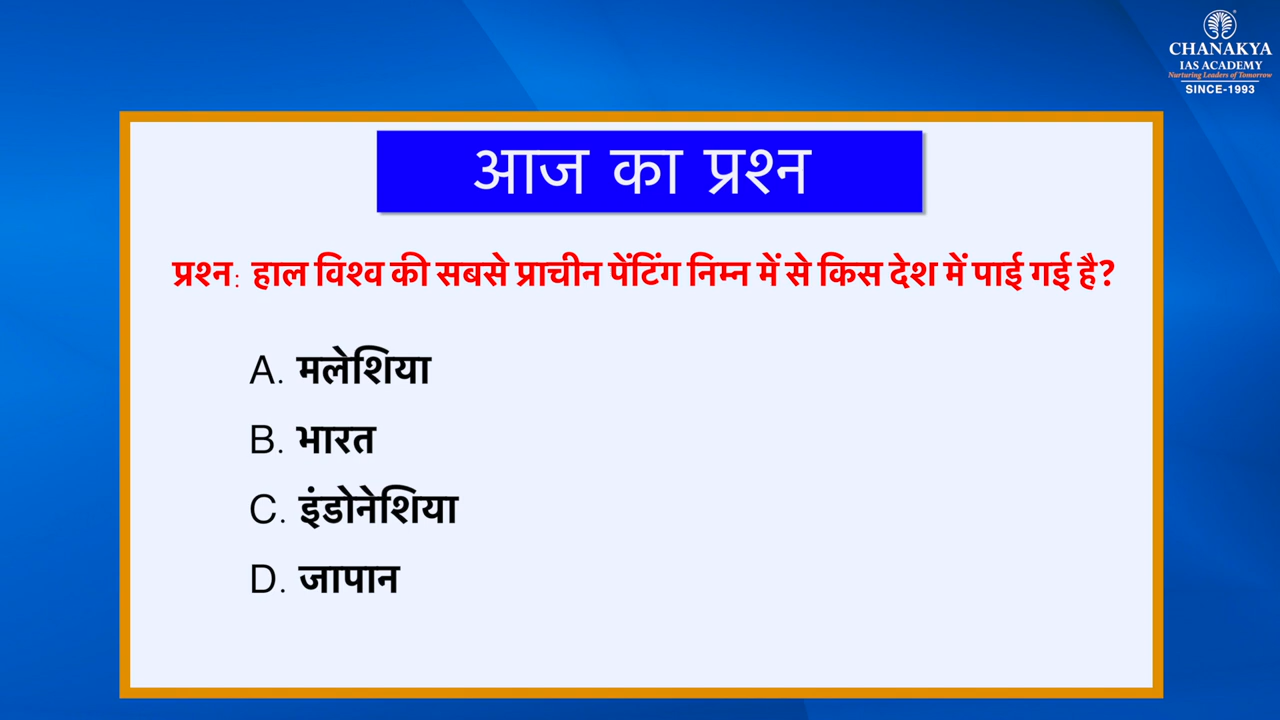 CHANAKYA
IAS ACADEMY
Nurturing Leaders of Tomorrow
SINCE-1993
आज का प्रश्न
प्रश्न: हाल विश्व की सबसे प्राचीन पेंटिंग निम्न में से किस देश में पाई गई है?
A. मलेशिया
B. भारत
C. इंडोनेशिया
D. जापान